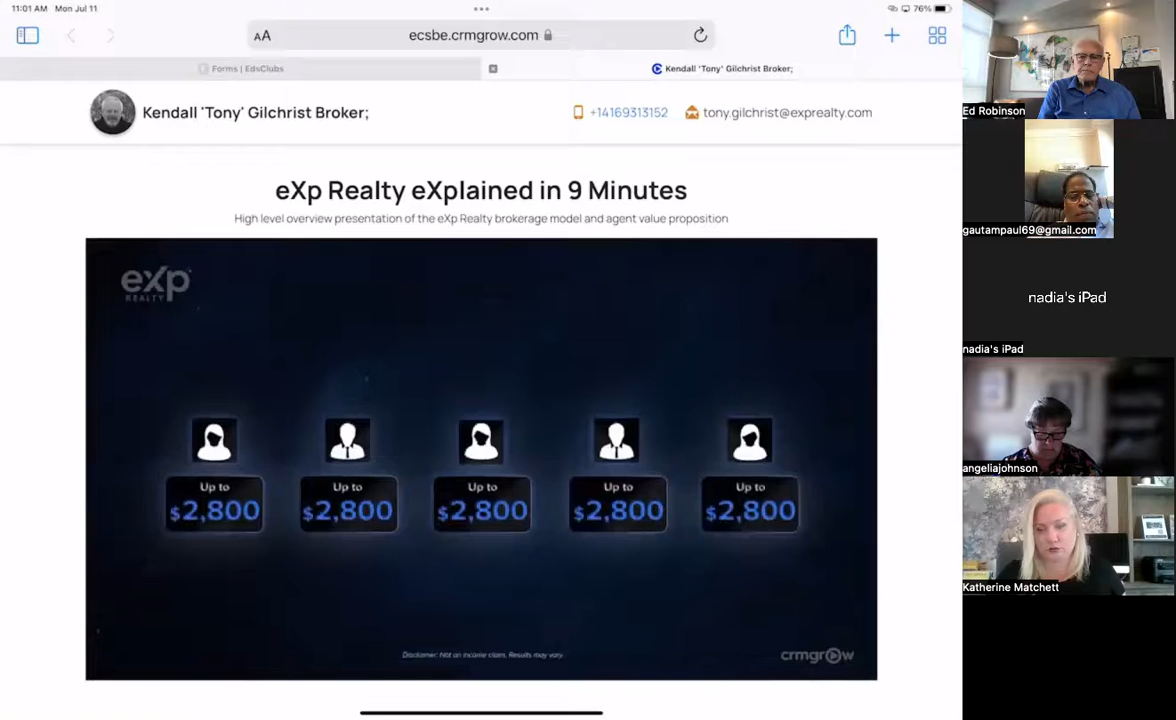 11:01 AM Mon Jul 11
76%
AA
ecsbe.crmgrow.com
Forms | EdsClubs
Kendall 'Tony' Gilchrist Broker;
Kendall 'Tony' Gilchrist Broker;
+14169313152
tony.gilchrist@exprealty.com
eXp Realty eXplained in 9 Minutes
High level overview presentation of the eXp Realty brokerage model and agent value proposition
eXp
REALTY
Up to
$2,800
Up to
$2,800
Up to
$2,800
Up to
$2,800
Up to
$2,800
Disclaimer: Not an income claim, Results may vary.
crmgrow
Ed Robinson
gautampaul69@gmail.com
nadia's iPad
nadia's iPad
angeliajohnson
Katherine Matchett